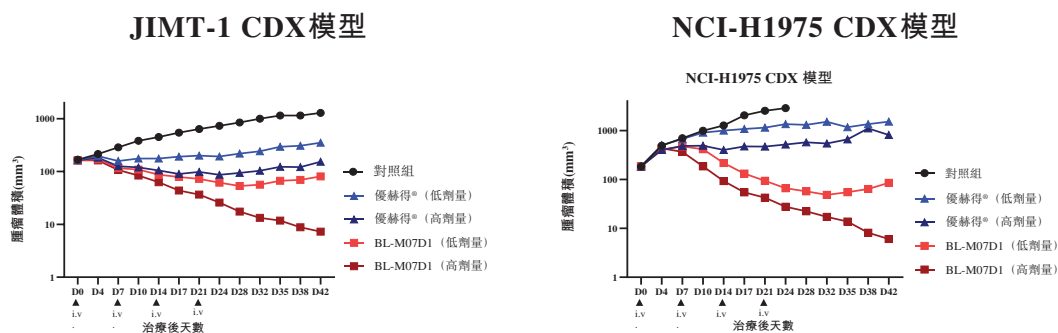 JIMT-1 CDX模型
1000
100
10
1
腫瘤體積(mm³)
D0 D4 D7 D10 D14 D17 D21 D24 D28 D32 D35 D38 D42
i.v i.v i.v i.v
. .
治療後天數
對照組
優赫得® (低劑量)
優赫得® (高劑量)
BL-M07D1 (低劑量)
BL-M07D1 (高劑量)
NCI-H1975 CDX模型
NCI-H1975 CDX 模型
1000
100
10
1
腫瘤體積(mm³)
D0 D4 D7 D10 D14 D17 D21 D24 D28 D32 D35 D38 D42
i.v i.v i.v i.v
. .
治療後天數
對照組
優赫得® (低劑量)
優赫得® (高劑量)
BL-M07D1 (低劑量)
BL-M07D1 (高劑量)